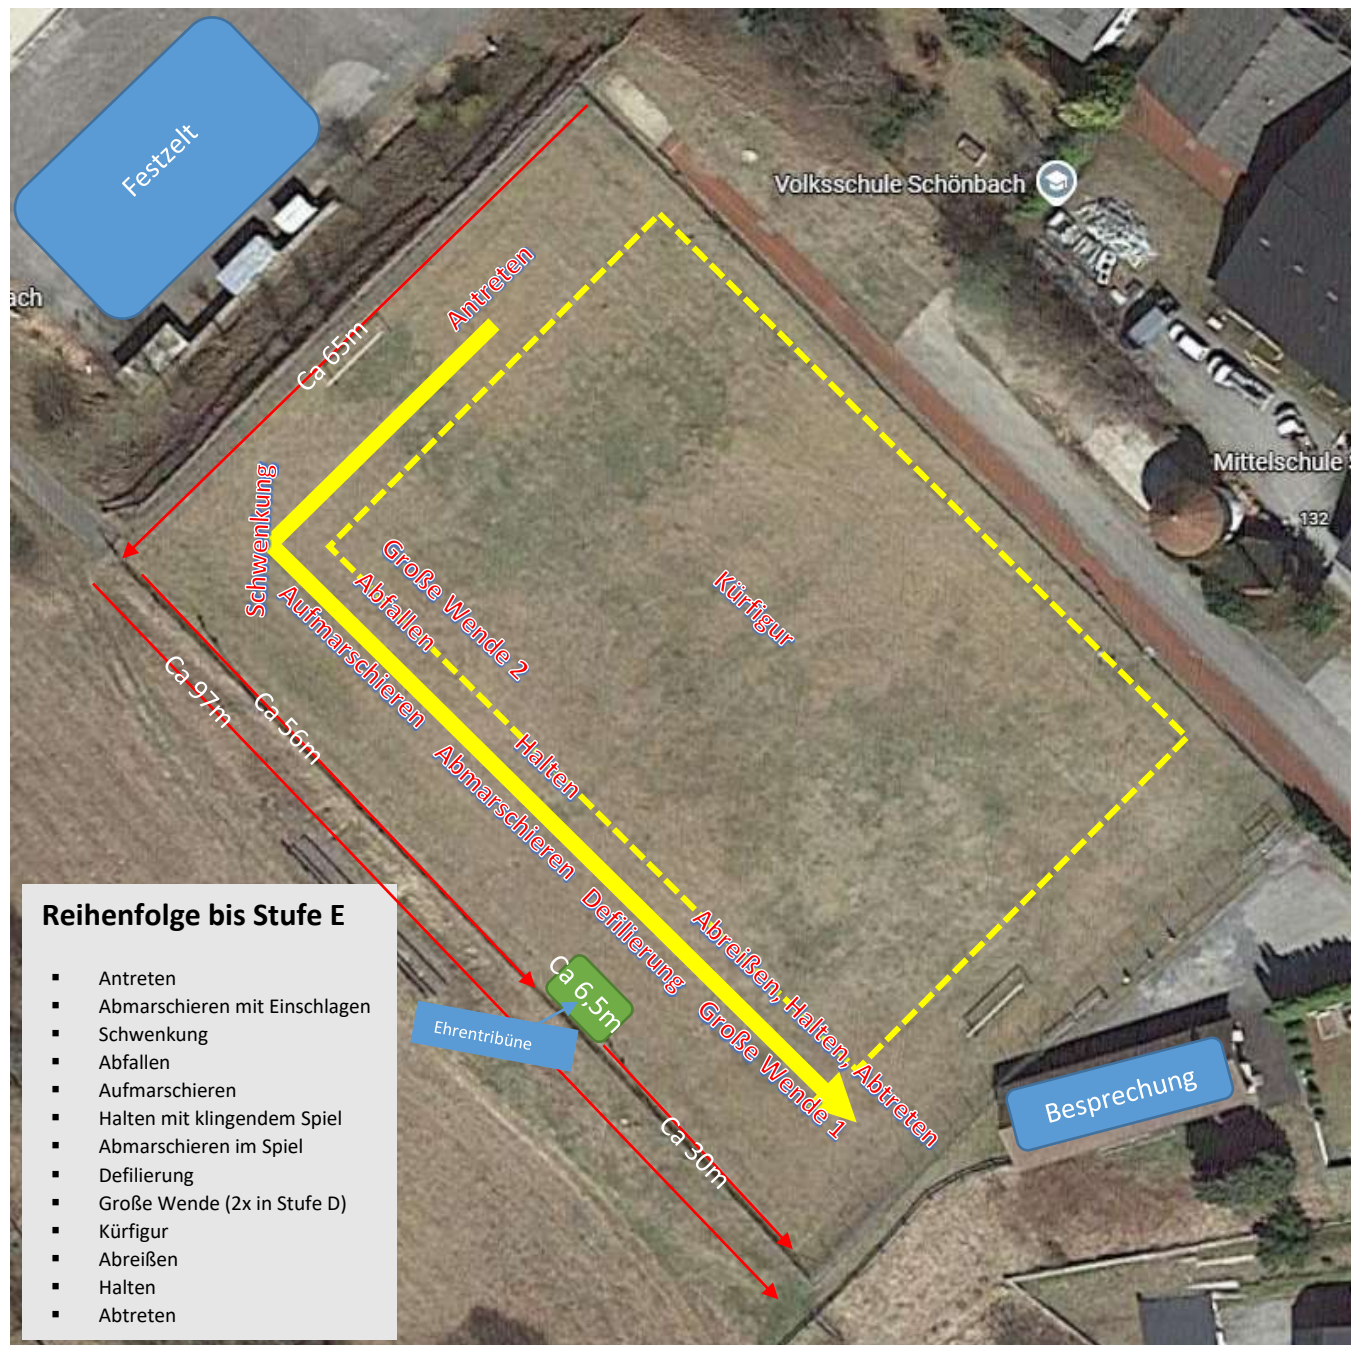 Festzelt
Volksschule Schönbach
ach
Antreten
Ca 65m
Mittelschule
132
Schwenkung
Große Wende 2
Abfallen
Kürfigur
Aufmarschieren
Ca 97m
Ca 56m
Halten
Abmarschieren
Defilierung
Abreißen, Halten, Abtreten
Große Wende 1
Ca 6,5m
Ehrentribüne
Besprechung
Ca 30m
Reihenfolge bis Stufe E
▪ Antreten
▪ Abmarschieren mit Einschlagen
▪ Schwenkung
▪ Abfallen
▪ Aufmarschieren
▪ Halten mit klingendem Spiel
▪ Abmarschieren im Spiel
▪ Defilierung
▪ Große Wende (2x in Stufe D)
▪ Kürfigur
▪ Abreißen
▪ Halten
▪ Abtreten